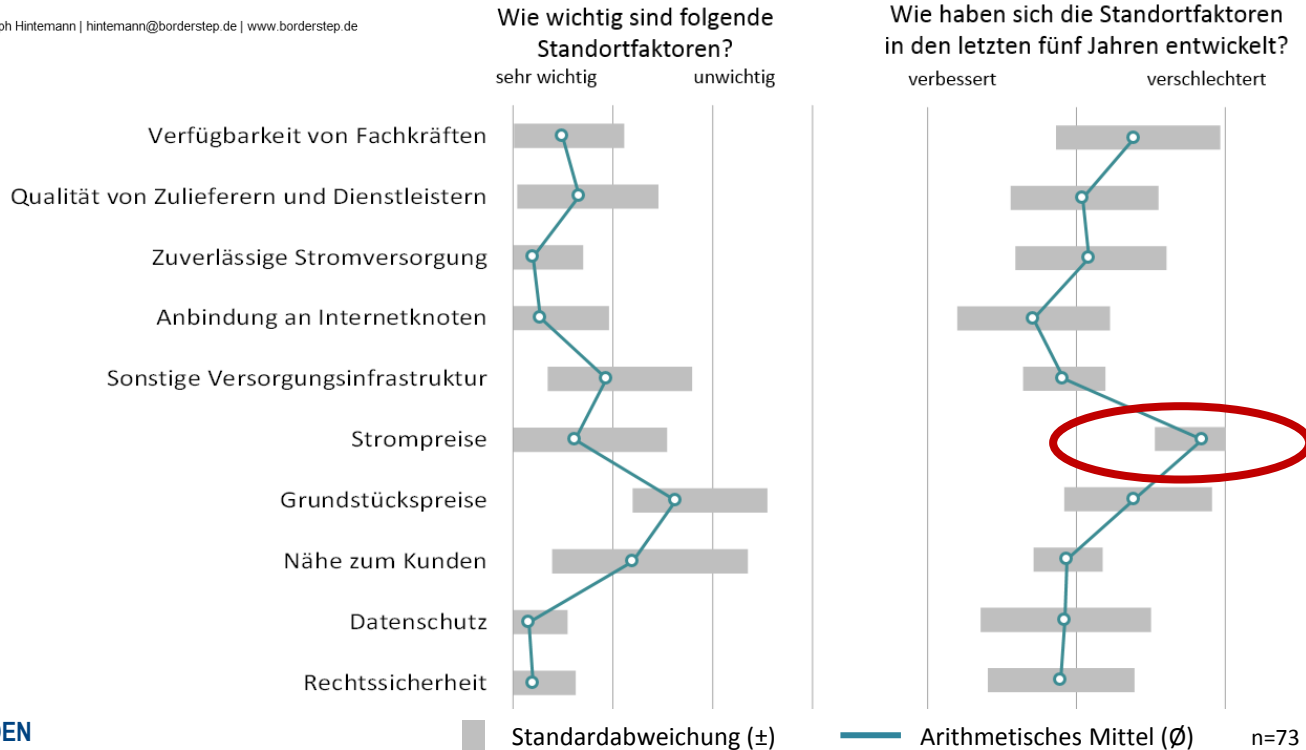 Hintemann | hintemann@borderstep.de | www.borderstep.de
Wie wichtig sind folgende
Standortfaktoren?
sehr wichtig
unwichtig
Wie haben sich die Standortfaktoren
in den letzten fünf Jahren entwickelt?
verbessert
verschlechtert
Verfügbarkeit von Fachkräften
Qualität von Zulieferern und Dienstleistern
Zuverlässige Stromversorgung
Anbindung an Internetknoten
Sonstige Versorgungsinfrastruktur
Strompreise
Grundstückspreise
Nähe zum Kunden
Datenschutz
Rechtssicherheit
Standardabweichung (±)
Arithmetisches Mittel (Ø)
n=73